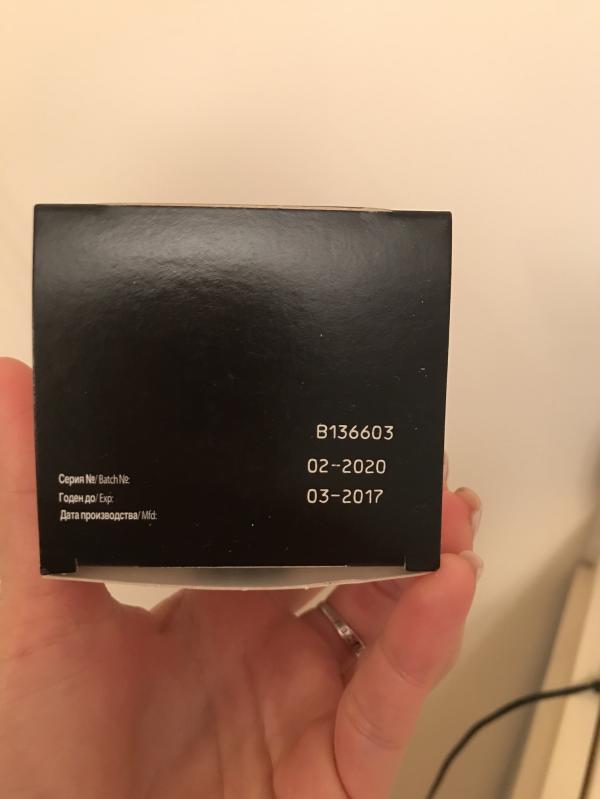 B136603
02-2020
03-2017
Серия №/ Batch №:
Годен до/ Exp:
Дата производства/ Mfd: